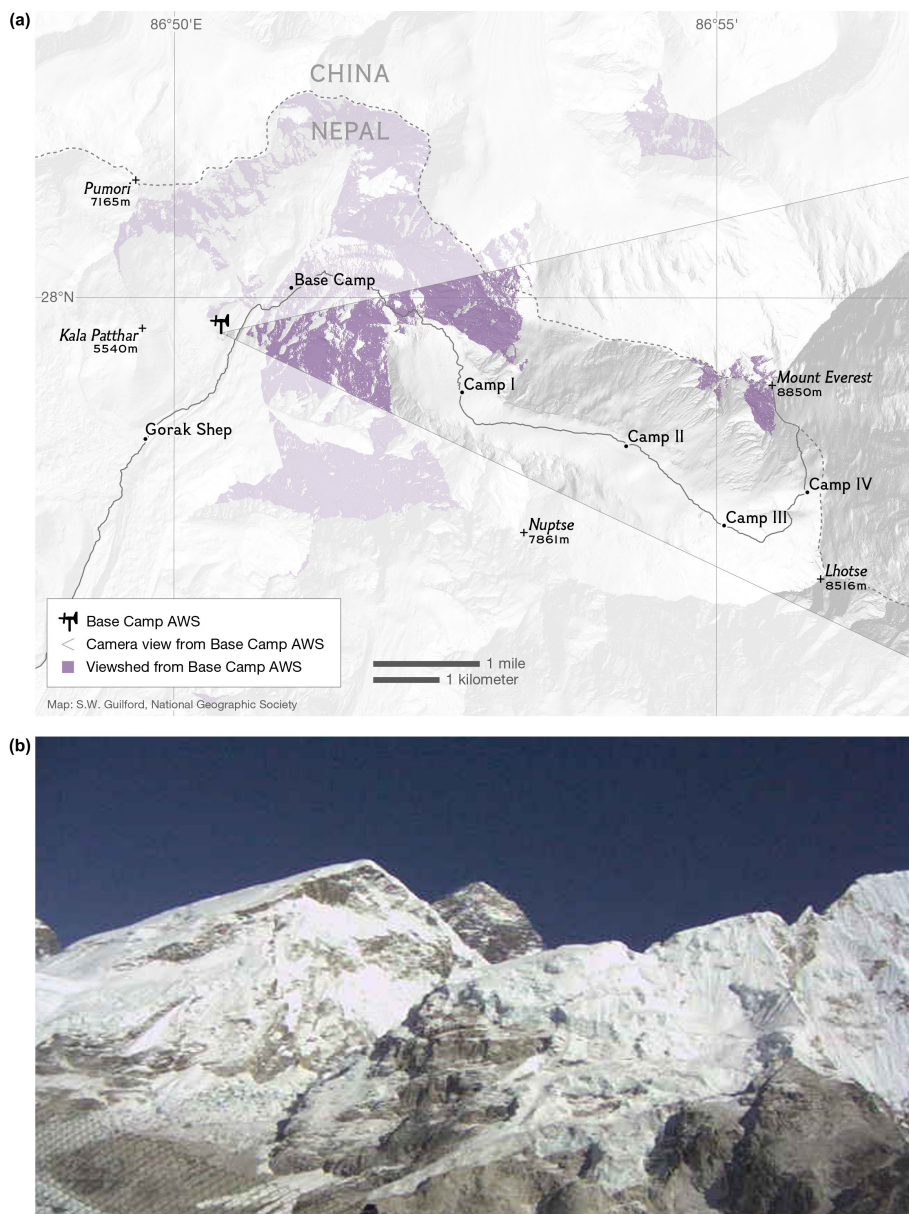 (a)
86°50'E
86°55'
CHINA
NEPAL
Pumori
7165m
Base Camp
28°N
Kala Patthar
5540m
Mount Everest
8850m
Camp I
Gorak Shep
Camp II
Camp IV
Camp III
Nuptse
7861m
Lhotse
8516m
Base Camp AWS
Camera view from Base Camp AWS
Viewshed from Base Camp AWS
1 mile
1 kilometer
Map: S.W. Guilford, National Geographic Society
(b)